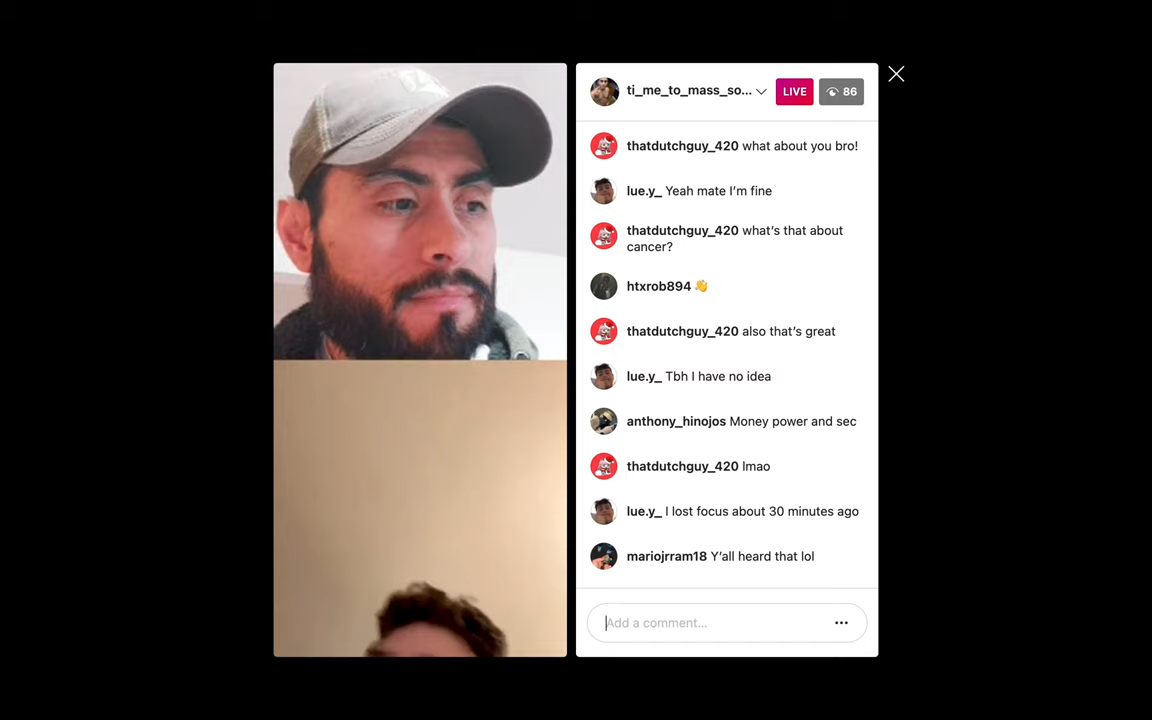 ti_me_to_mass_so... LIVE 86
thatdutchguy_420 what about you bro!
lue.y_ Yeah mate I'm fine
thatdutchguy_420 what's that about
cancer?
htxrob894 👋
thatdutchguy_420 also that's great
lue.y_ Tbh I have no idea
anthony_hinojos Money power and sec
thatdutchguy_420 lmao
lue.y_ I lost focus about 30 minutes ago
mariojrram18 Y'all heard that lol
Add a comment...